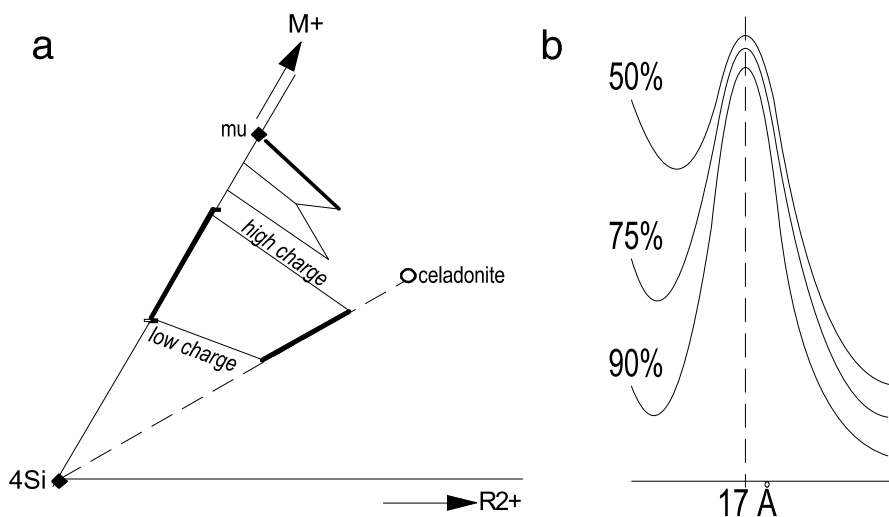 a
M+
mu
high charge
celadonite
low charge
4Si
R2+
b
50%
75%
90%
17 Å